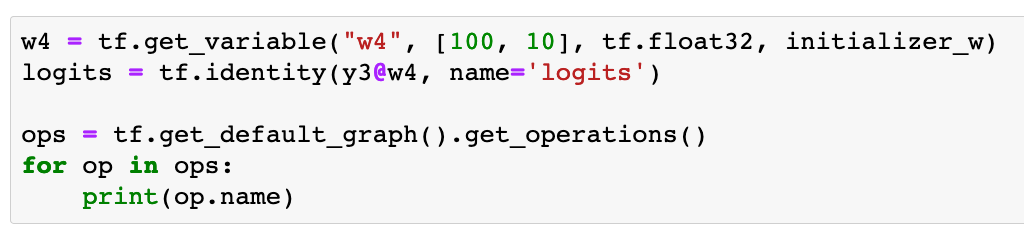 w4 = tf.get_variable("w4", [100, 10], tf.float32, initializer_w)
logits = tf.identity(y3@w4, name='logits')
ops = tf.get_default_graph().get_operations()
for op in ops:
    print(op.name)